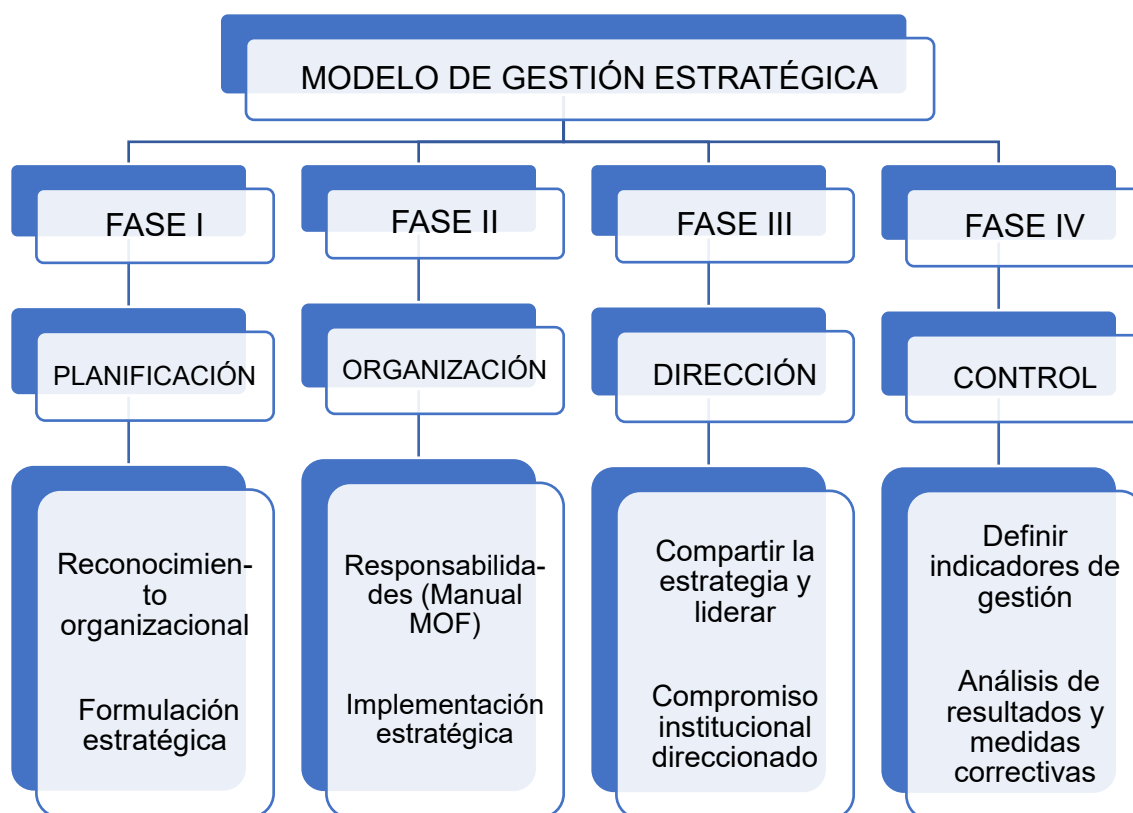 MODELO DE GESTIÓN ESTRATÉGICA
FASE I
FASE II
FASE III
FASE IV
PLANIFICACIÓN
ORGANIZACIÓN
DIRECCIÓN
CONTROL
Reconocimien-
to
organizacional
Formulación
estratégica
Responsabilida-
des (Manual
MOF)
Implementación
estratégica
Compartir la
estrategia y
liderar
Compromiso
institucional
direccionado
Definir
indicadores de
gestión
Análisis de
resultados y
medidas
correctivas